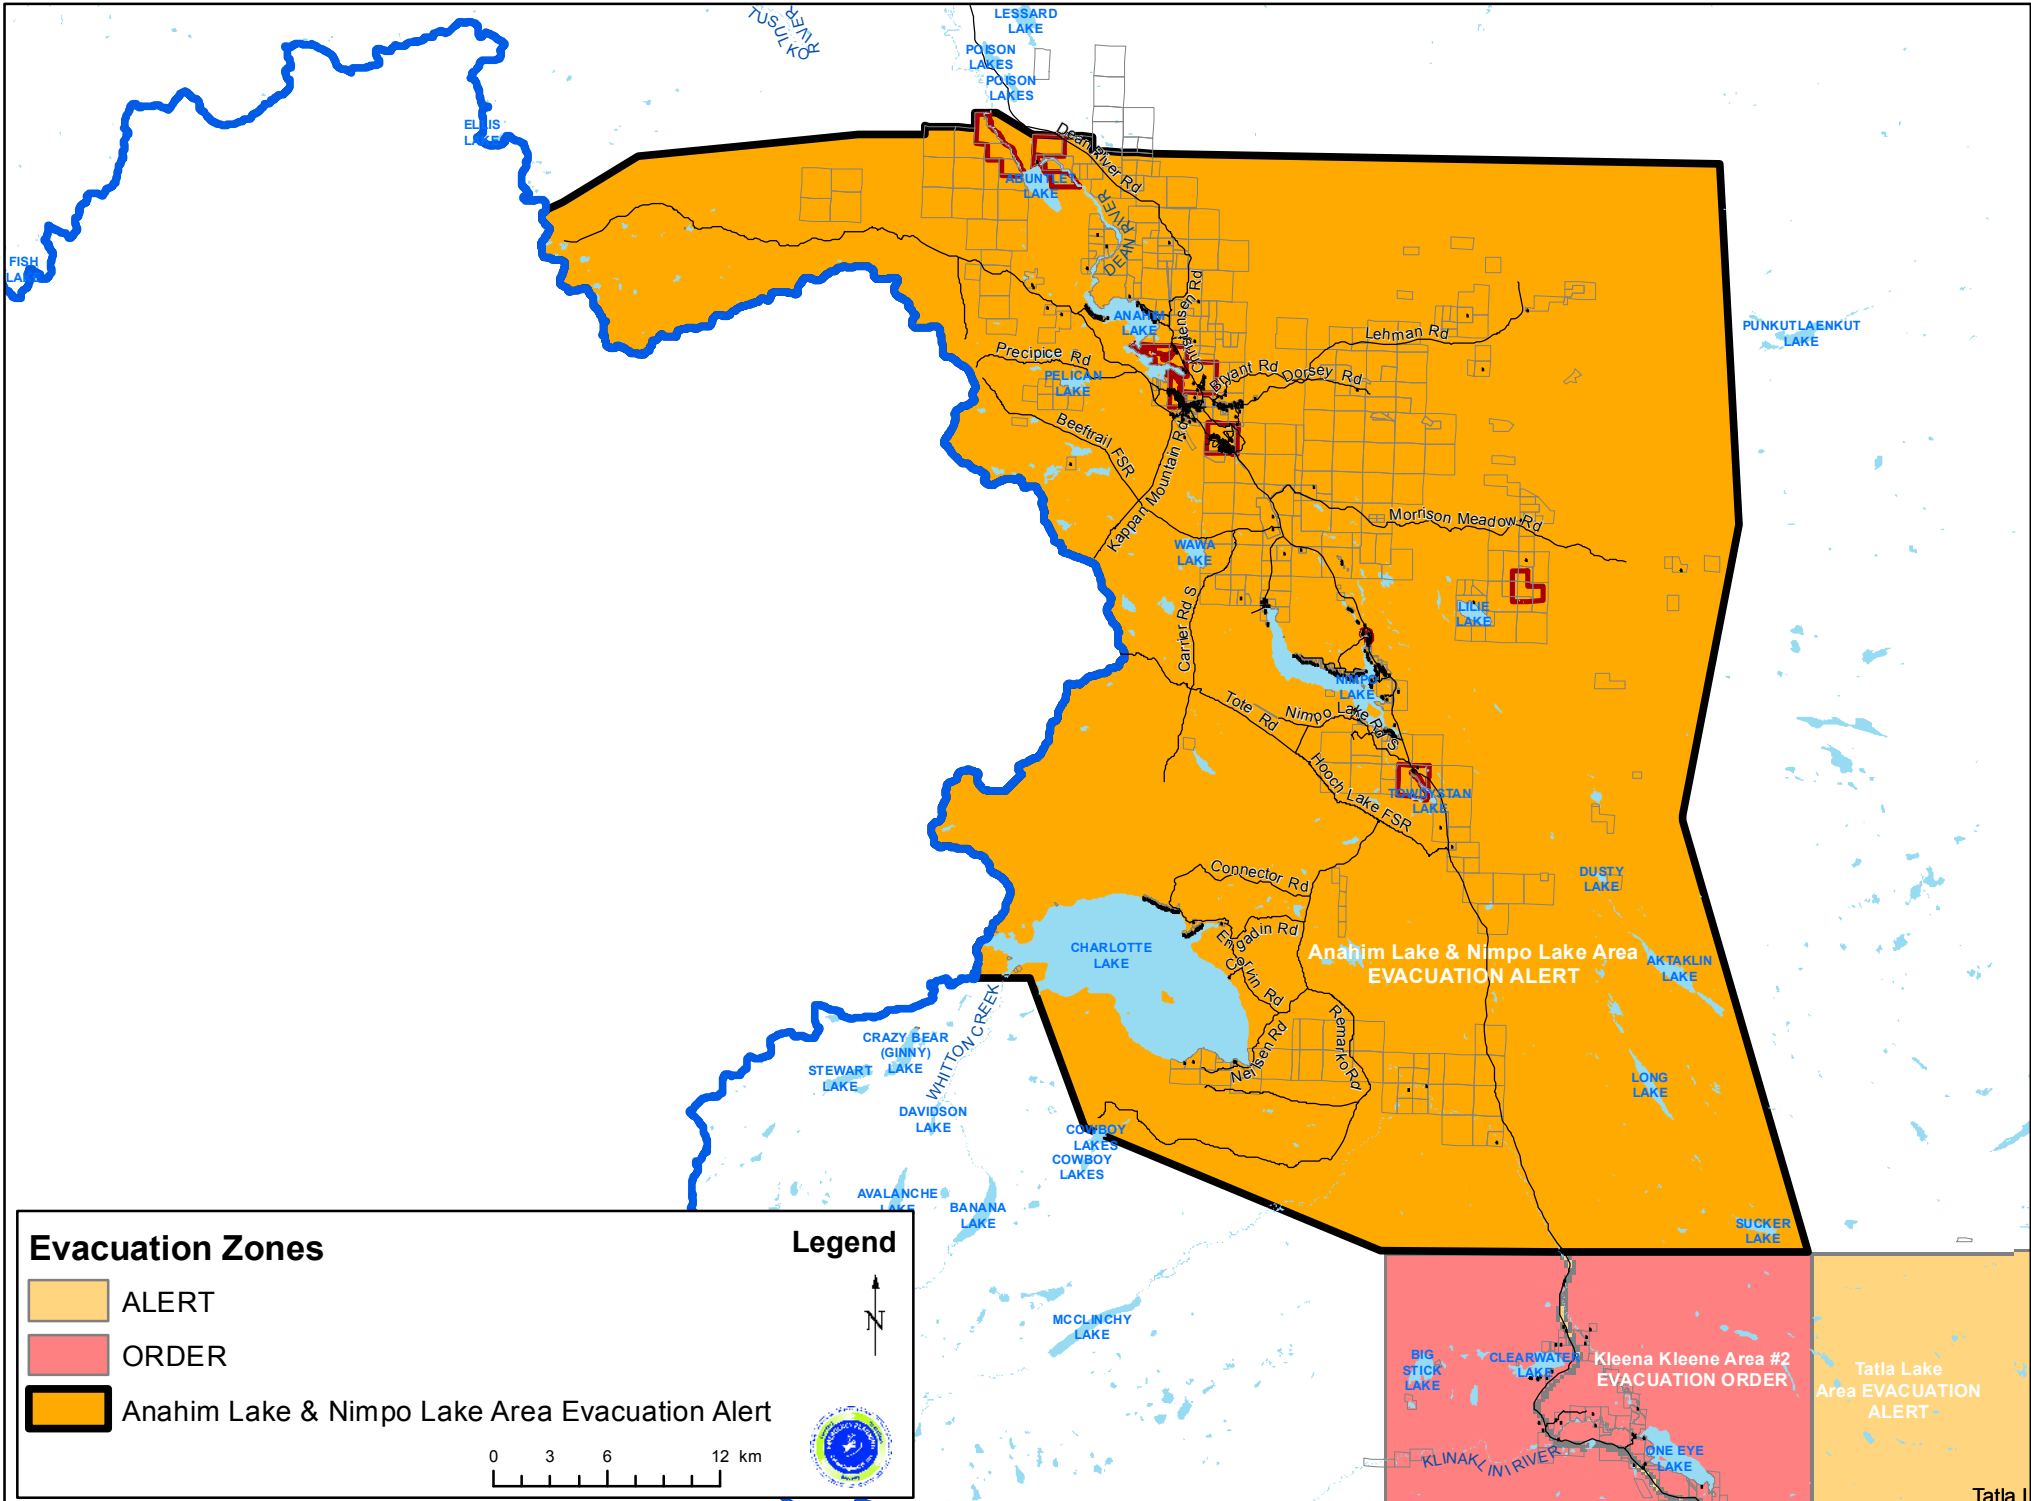 TUSULKO
RIVER
LESSARD
LAKE
POISON
LAKES
POISON
LAKES
ELLIS
LAKE
FISH
LAKE
Dean River Rd
ABUNTLET
LAKE
DEAN RIVER
ANAHIM
LAKE
Christensen Rd
PUNKUTLAENKUT
LAKE
Lehman Rd
Precipice Rd
PELICAN
LAKE
Bryant Rd
Dorsey Rd
Beeftrail FSR
Kappan Mountain Rd
Morrison Meadow Rd
WAWA
LAKE
Carrier Rd S
LILIE
LAKE
NIMPO
LAKE
Tote Rd
Nimpo Lake Rd S
Hooch Lake FSR
TOWDYSTAN
LAKE
Connector Rd
DUSTY
LAKE
CHARLOTTE
LAKE
Engadin Rd
Corvin Rd
Anahim Lake & Nimpo Lake Area
EVACUATION ALERT
AKTAKLIN
LAKE
WHITTON CREEK
CRAZY BEAR
(GINNY)
LAKE
STEWART
LAKE
Remarko Rd
Nelsen Rd
LONG
LAKE
DAVIDSON
LAKE
COWBOY
LAKES
COWBOY
LAKES
AVALANCHE
LAKE
BANANA
LAKE
SUCKER
LAKE
MCCLINCHY
LAKE
BIG
STICK
LAKE
CLEARWATER
LAKE
Kleena Kleene Area #2
EVACUATION ORDER
Tatla Lake
Area EVACUATION
ALERT
KLINAKLINI RIVER
ONE EYE
LAKE
Tatla L
Evacuation Zones
Legend
ALERT
ORDER
Anahim Lake & Nimpo Lake Area Evacuation Alert
N
0 3 6 12 km